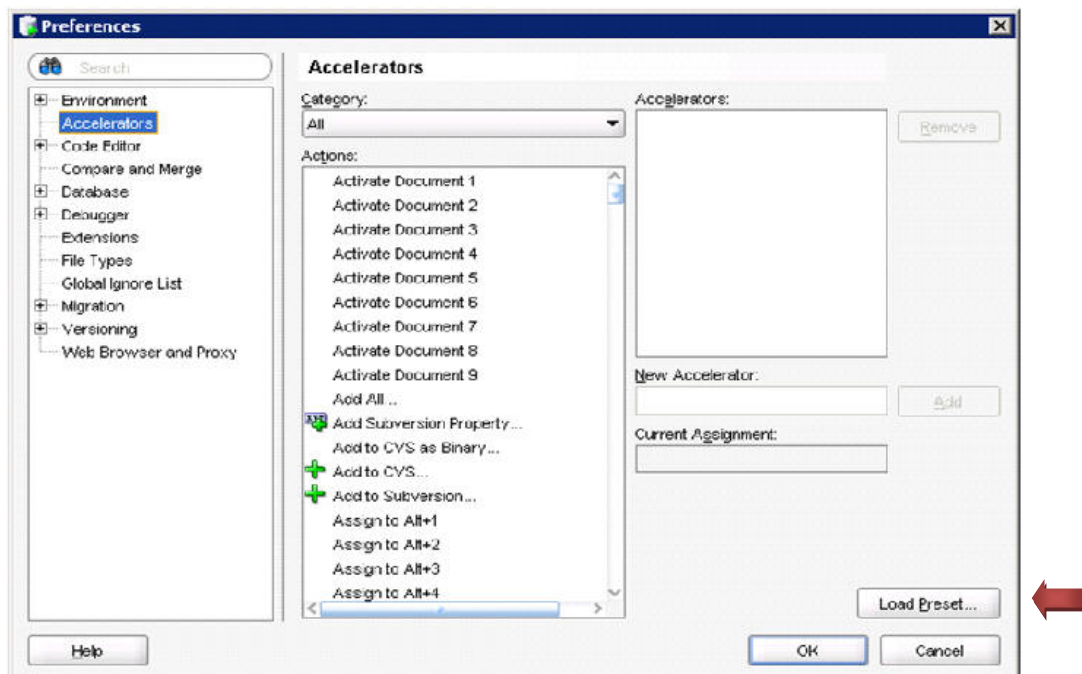 Preferences
Search
Environment
Accelerators
Code Editor
Compare and Merge
Database
Debugger
Extensions
File Types
Global Ignore List
Migration
Versioning
Web Browser and Proxy
Accelerators
Category:
All
Actions:
Activate Document 1
Activate Document 2
Activate Document 3
Activate Document 4
Activate Document 5
Activate Document 6
Activate Document 7
Activate Document 8
Activate Document 9
Add All...
Add Subversion Property...
Add to CVS as Binary...
Add to CVS...
Add to Subversion...
Assign to Alt+1
Assign to Alt+2
Assign to Alt+3
Assign to Alt+4
Accelerators:
Remove
New Accelerator:
Add
Current Assignment:
Load Preset...
Help
OK
Cancel